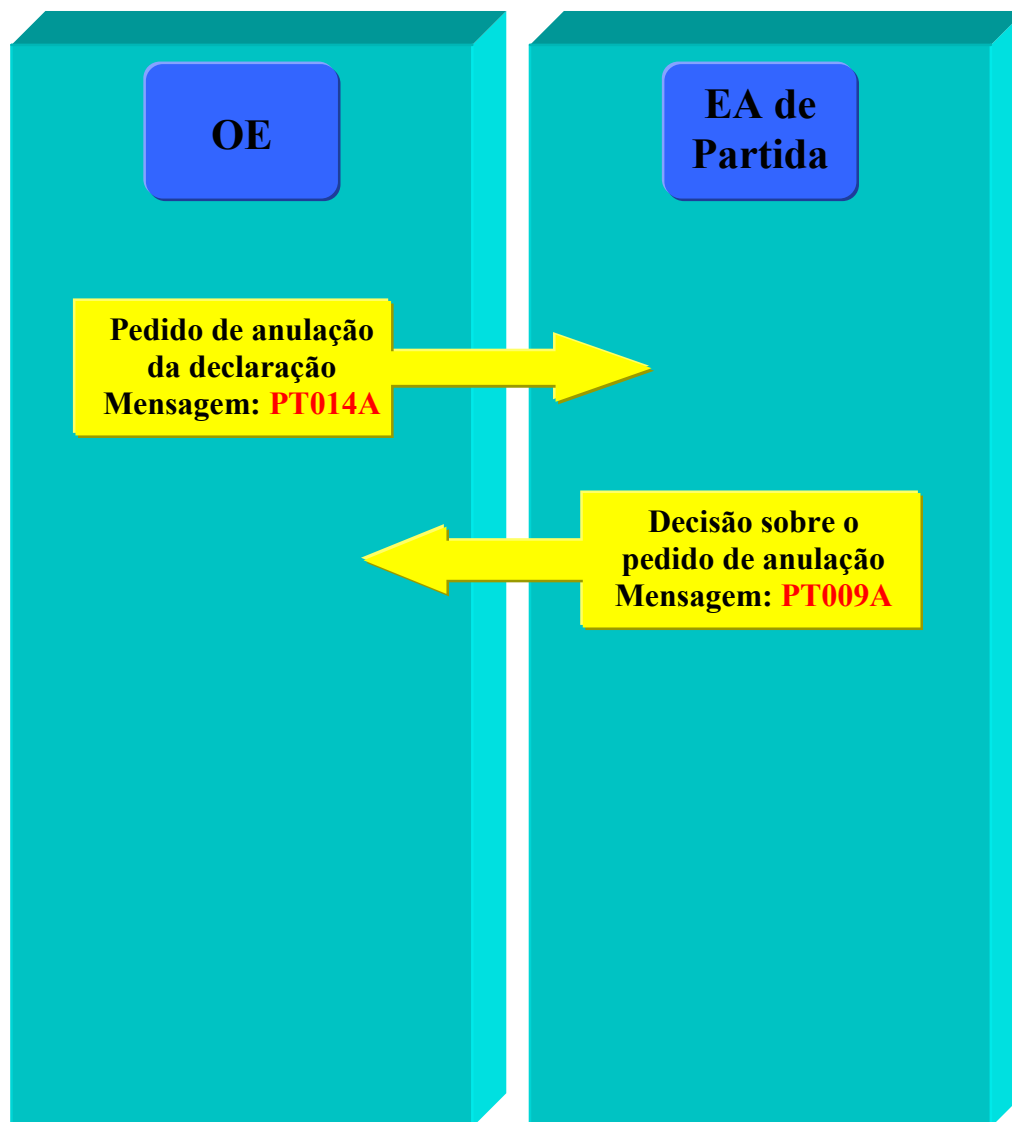 OE
EA de
Partida
Pedido de anulação
da declaração
Mensagem: PT014A
Decisão sobre o
pedido de anulação
Mensagem: PT009A